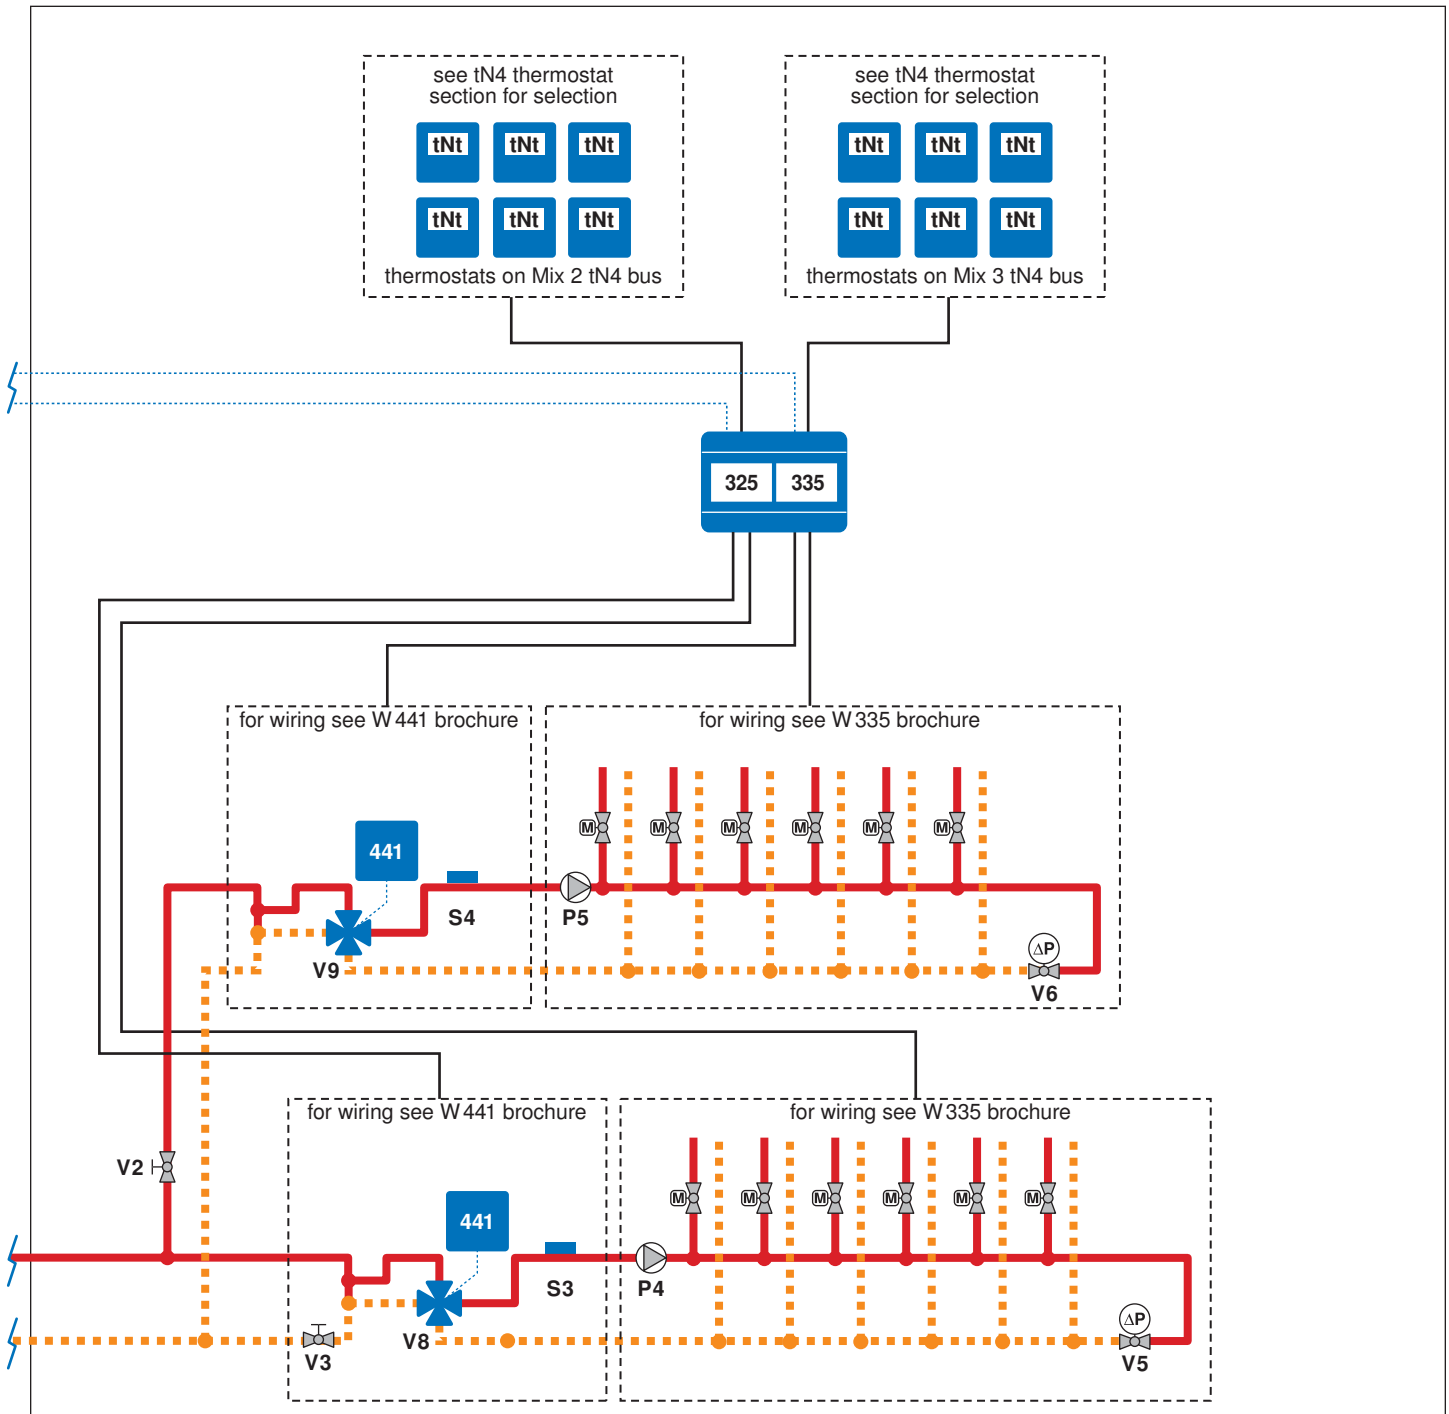 see tN4 thermostat
section for selection
tNt tNt tNt
tNt tNt tNt
thermostats on Mix 2 tN4 bus
see tN4 thermostat
section for selection
tNt tNt tNt
tNt tNt tNt
thermostats on Mix 3 tN4 bus
325 335
for wiring see W 441 brochure
441
S4
V9
for wiring see W 335 brochure
M M M M M M
P5
ΔP
V6
V2
for wiring see W 441 brochure
441
S3
V8
V3
for wiring see W 335 brochure
M M M M M M
P4
ΔP
V5